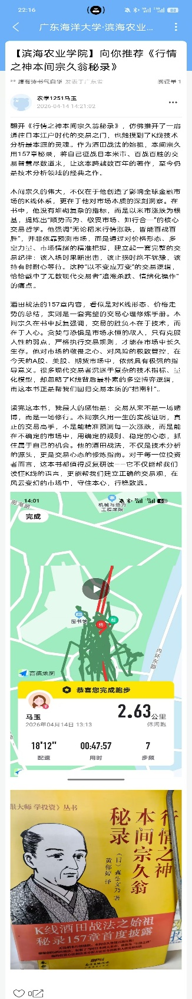 22:16
88
广东海洋大学·滨海农业...
【滨海农业学院】向你推荐《行情
之神本间宗久翁秘录》
腹有诗书气自华 发表于广东省
阅读量 1
农学1251马玉
2026-04-14 14:21:02
翻开《行情之神本间宗久翁秘录》，仿佛推开了一扇
通往日本江户时代的交易之门，也触摸到了K线技术
分析最本源的灵魂。作为酒田战法的始祖，本间宗久
用157章秘录，将自己征战日本米市、百战百胜的交
易智慧尽数道来，让这本跨越数百年的著作，至今仍
是技术分析领域的经典之作。
本间宗久的伟大，不仅在于他创造了影响全球金融市
场的K线体系，更在于他对市场本质的深刻洞察。在
书中，他没有堆砌复杂的指标，而是以米市涨跌为根
基，提炼出“顺势而为、敬畏市场、知行合一”的核心
交易哲学。他强调“无论稻米行情涨跌，皆能百战百
胜”，并非依靠预测市场，而是通过对价格形态、多
空力量、市场情绪的精准把握，建立起一套完整的交
易纪律：该入场时果断出击，该止损时绝不犹豫，该
持有时耐心等待。这种“以不变应万变”的交易逻辑，
恰恰戳中了无数现代交易者“追涨杀跌、情绪化操作”
的痛点。
酒田战法的157章内容，看似是对K线形态、价格走
势的总结，实则是一套完整的交易心理修炼手册。本
间宗久在书中反复强调，交易的胜负不在于技术，而
在于人心。贪婪与恐惧是市场永恒的敌人，只有克服
人性的弱点，严格执行交易规则，才能在市场中长久
生存。他对市场的敬畏之心、对风险的极致管控，在
今天的A股、美股、期货市场中，依然具有极强的指
导意义。很多现代交易者沉迷于复杂的技术指标、量
化模型，却忽略了K线背后最朴素的多空博弈逻辑，
而这本书正是帮我们回归交易本质的“指南针”。
读完这本书，我最大的感悟是：交易从来不是一场赌
博，而是一场修行。本间宗久用一生的实战证明，真
正的交易高手，不是能精准预测每一次涨跌，而是能
在不确定的市场中，用确定的规则、稳定的心态，抓
住属于自己的机会。他的酒田战法，不仅是技术分析
的源头，更是交易心态的修炼指南。对于每一位投资
者而言，这本书都值得反复研读——它不仅能帮我们
读懂K线的语言，更能帮我们建立正确的交易观，在
风云变幻的市场中，守住本心，行稳致远。
14:01
机械与动力
工程学院
完成
图书馆
起
终
内环东路
高德地图
恭喜您完成跑步
2.63公里
马玉
2026年04月14日 13:13
休闲跑
18'12"
00:47:57
7
配速
用时
步频
跟大师 学投资》丛书
行情之神
本间宗久翁
秘录
（日）森生文乃 著
黄郁婷 译
K线酒田战法之始祖
秘录157章首度披露
0